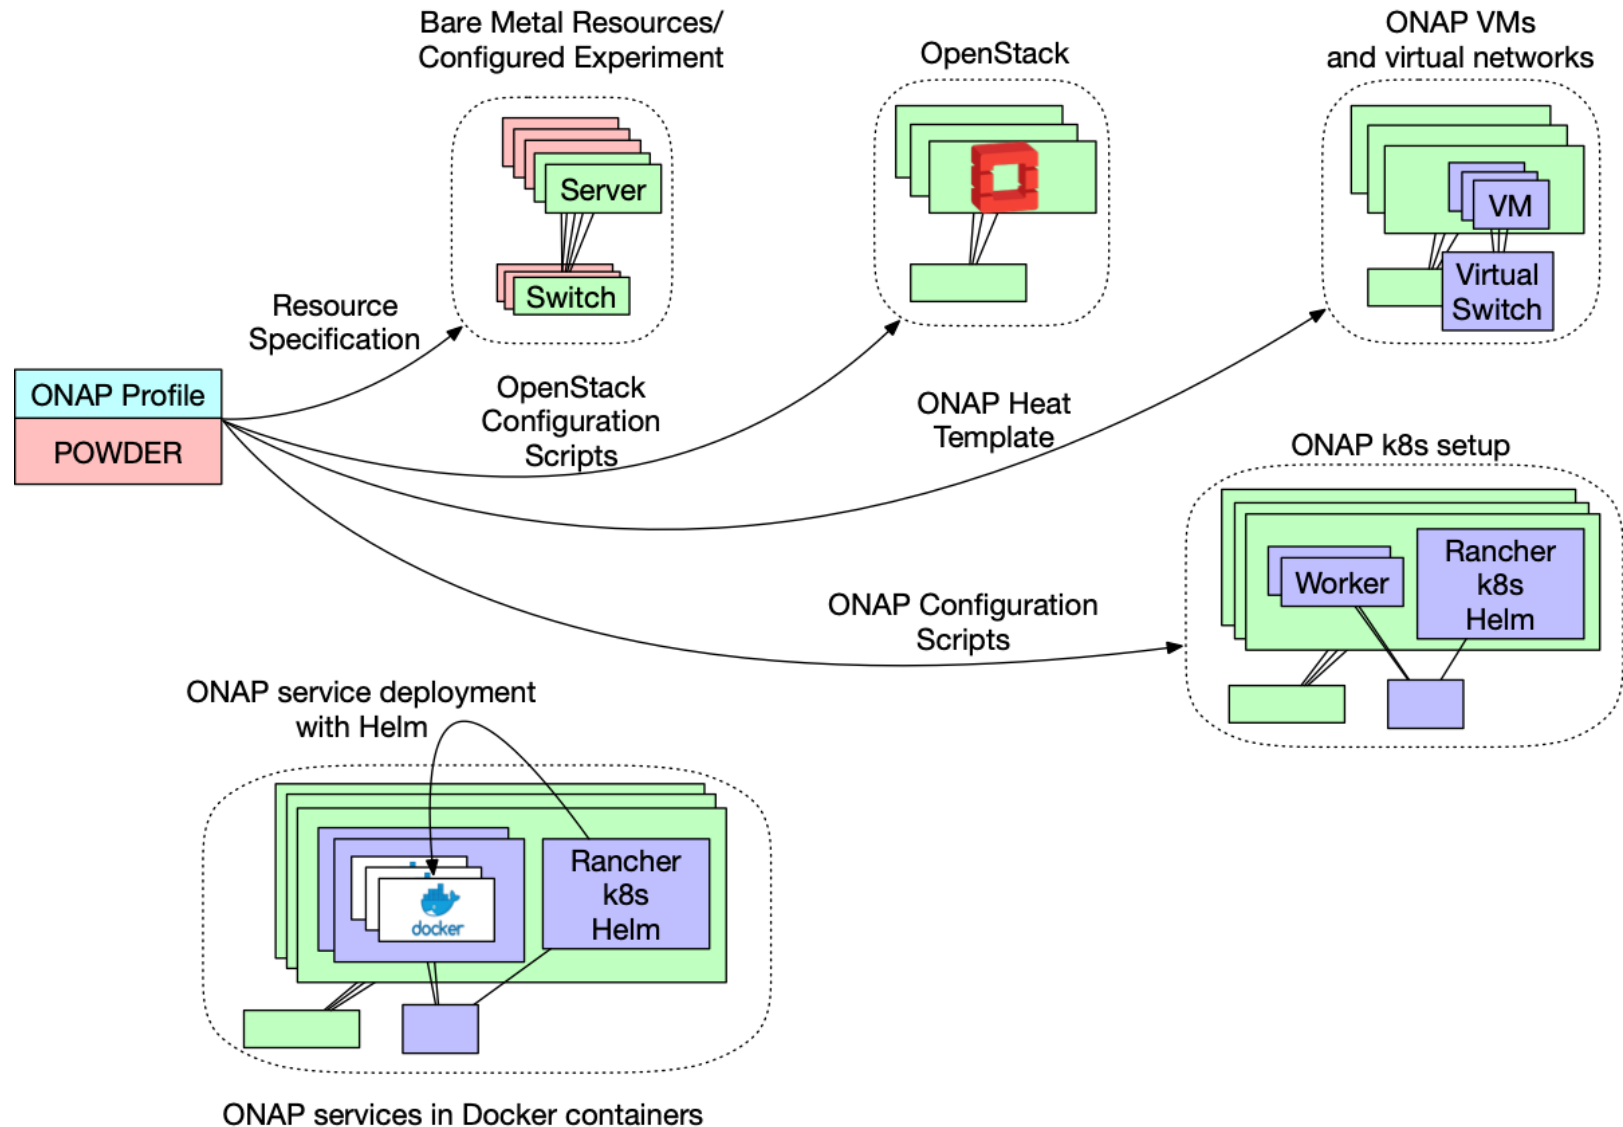 Bare Metal Resources/
Configured Experiment
OpenStack
ONAP VMs
and virtual networks
Server
Switch
VM
Virtual
Switch
Resource
Specification
ONAP Profile
POWDER
OpenStack
Configuration
Scripts
ONAP Heat
Template
ONAP k8s setup
Worker
Rancher
k8s
Helm
ONAP Configuration
Scripts
ONAP service deployment
with Helm
docker
Rancher
k8s
Helm
ONAP services in Docker containers